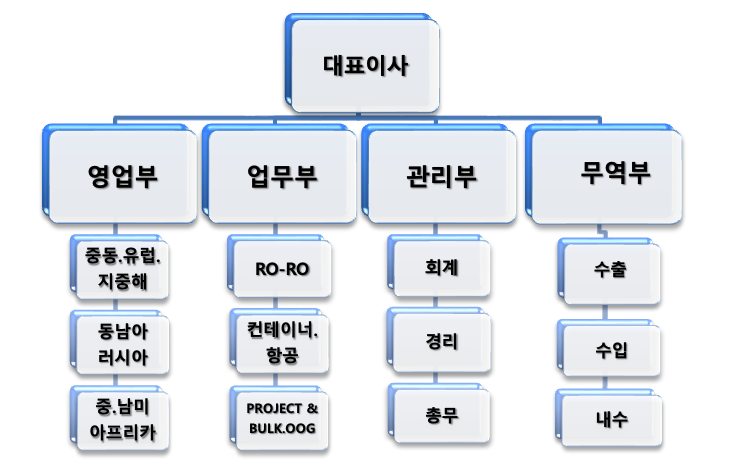 대표이사
영업부
업무부
관리부
무역부
중동.유럽.
지중해
RO-RO
회계
수출
동남아
러시아
컨테이너.
항공
경리
수입
중.남미
아프리카
PROJECT &
BULK.OOG
총무
내수